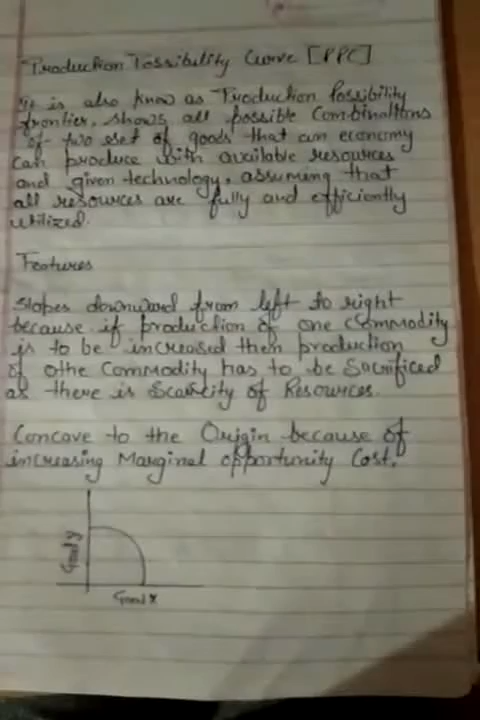 Production Possibility Curve [PPC]
It is also know as Production Possibility
frontier, shows all possible Combinations
of two set of goods that an economy
can produce with available resources
and given technology, assuming that
all resources are fully and efficiently
utilized.
Features
Slopes downward from left to right
because if production of one Commodity
is to be increased then production
of othe Commodity has to be Sacrificed
as there is Scarcity of Resources.
Concave to the Origin because of
increasing Marginal opportunity Cost.
Good y
Good x